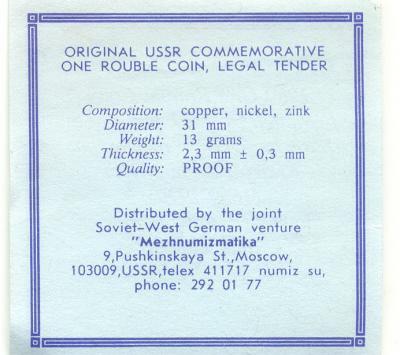 ORIGINAL USSR COMMEMORATIVE
ONE ROUBLE COIN, LEGAL TENDER
Composition: copper, nickel, zink
Diameter: 31 mm
Weight: 13 grams
Thickness: 2,3 mm ± 0,3 mm
Quality: PROOF
Distributed by the joint
Soviet-West German venture
"Mezhnumizmatika"
9,Pushkinskaya St.,Moscow,
103009,USSR,telex 411717 numiz su,
phone: 292 01 77